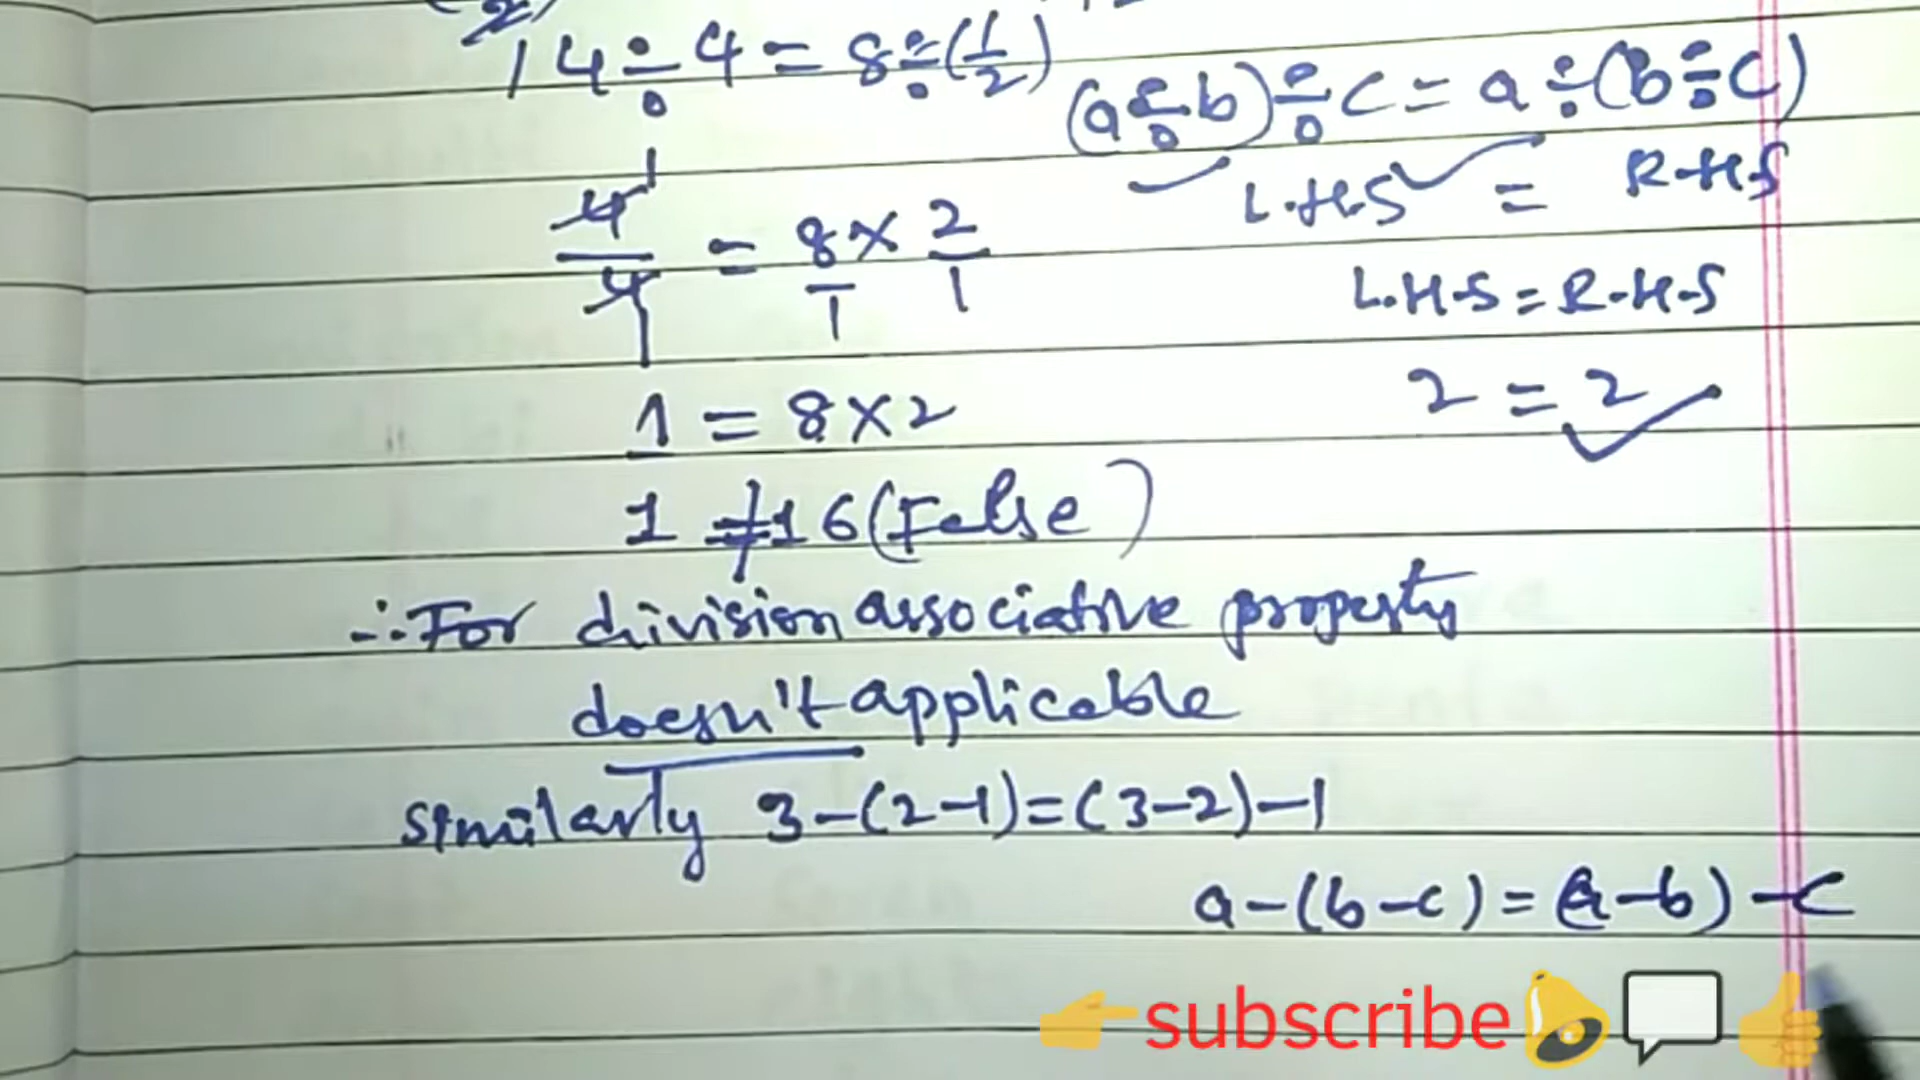 4 ÷ 4 = 8 ÷ (1/2)
(a ÷ b) ÷ c = a ÷ (b ÷ c)
L.H.S = R.H.S
4/4 = 8/1 × 2/1
L.H.S = R.H.S
1 = 8 × 2
2 = 2
1 ≠ 16 (False)
∴ For division associative property
doesn't applicable
similarly 3-(2-1)=(3-2)-1
a-(b-c)=(a-b)-c
subscribe